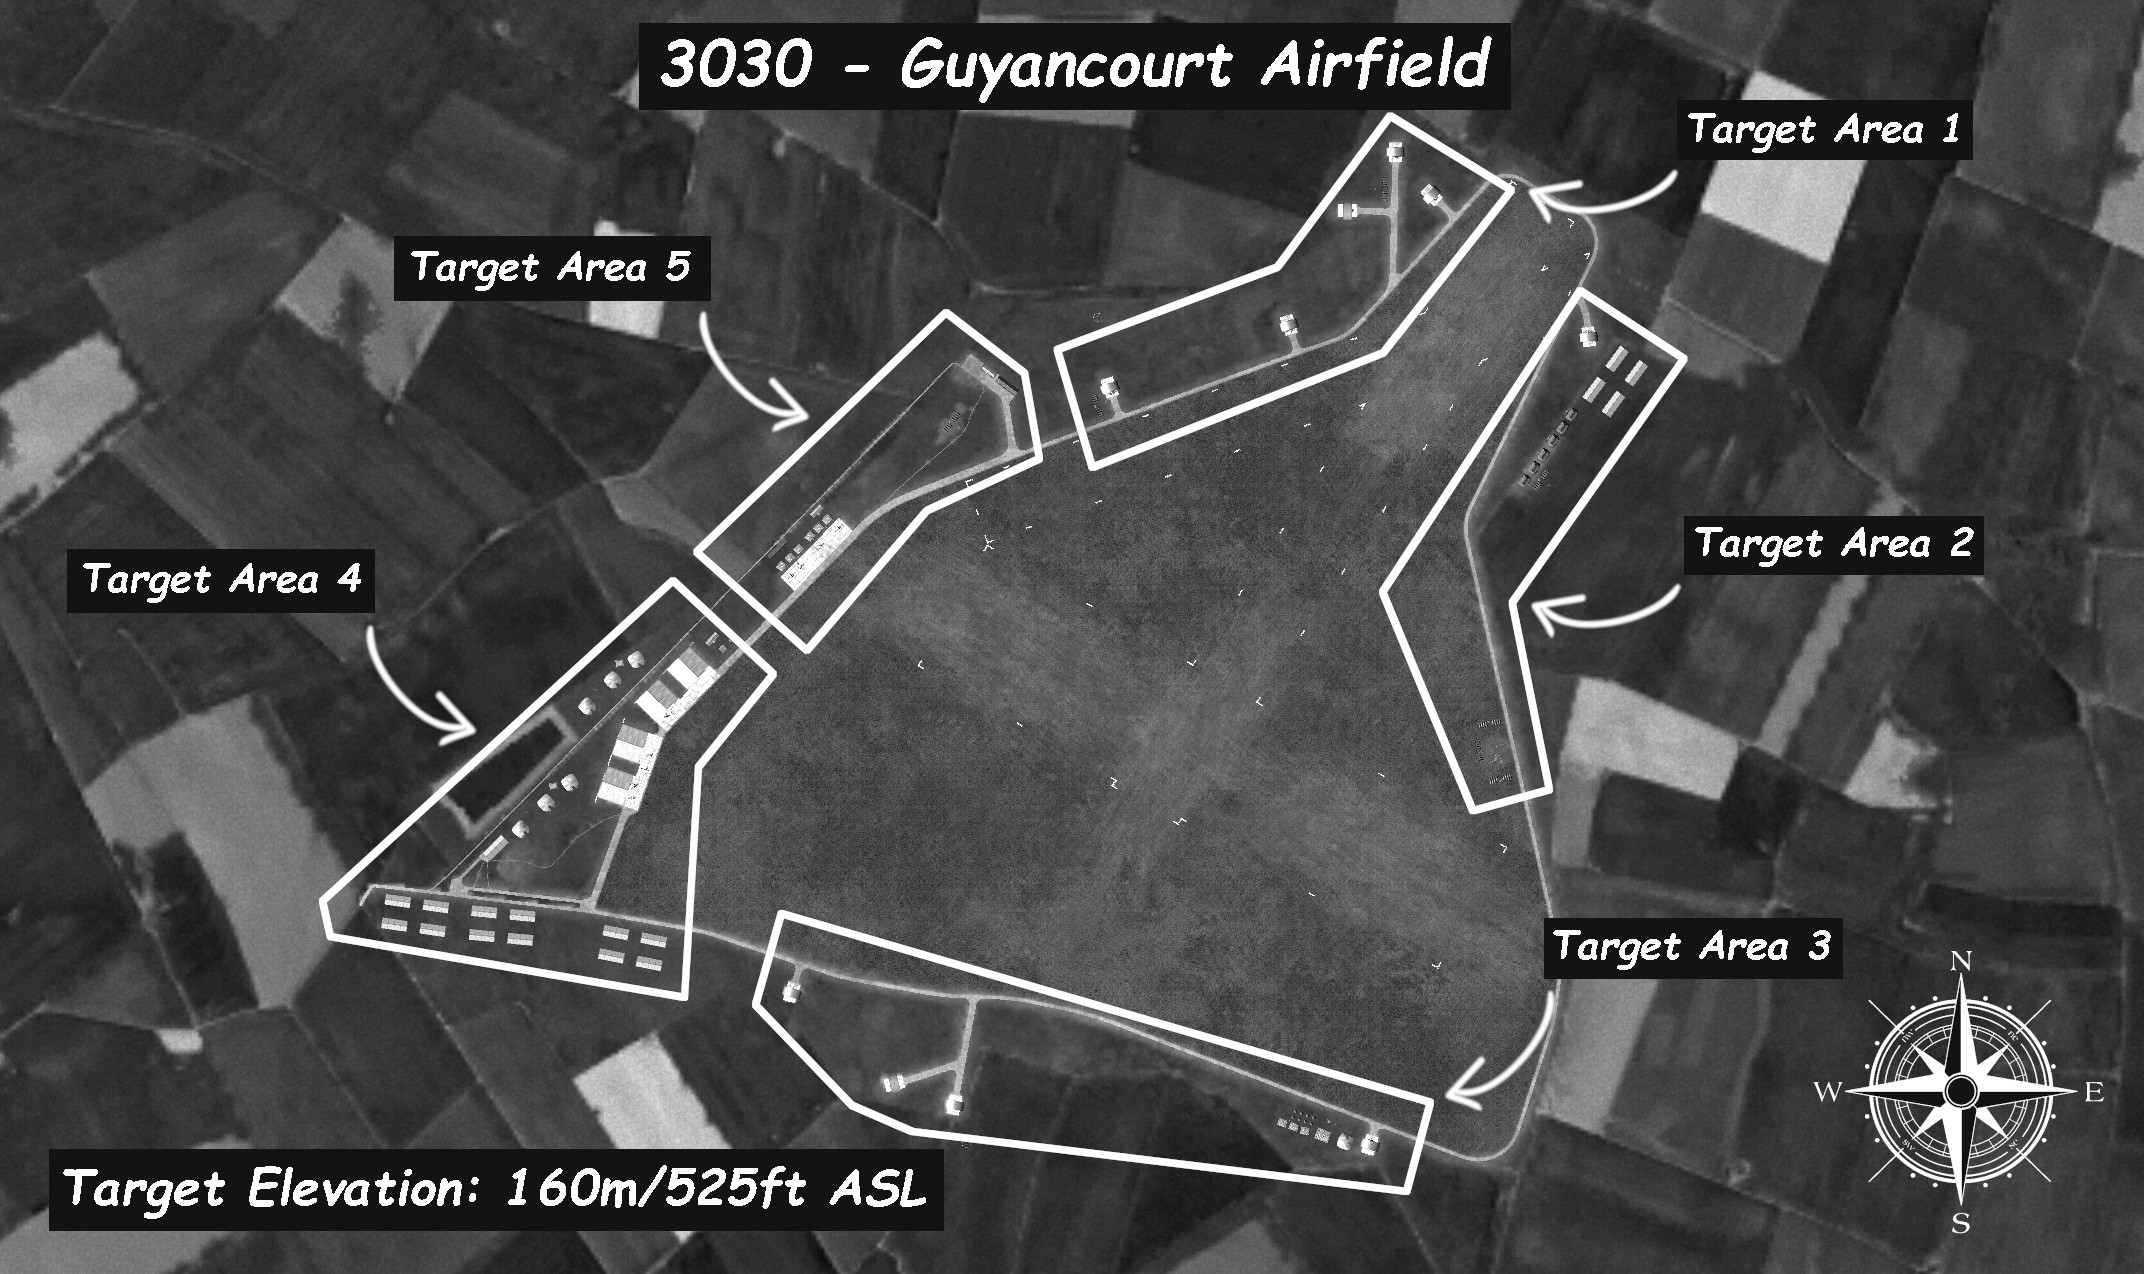 3030 - Guyancourt Airfield
Target Area 1
Target Area 5
Target Area 2
Target Area 4
Target Area 3
N
W
E
S
Target Elevation: 160m/525ft ASL